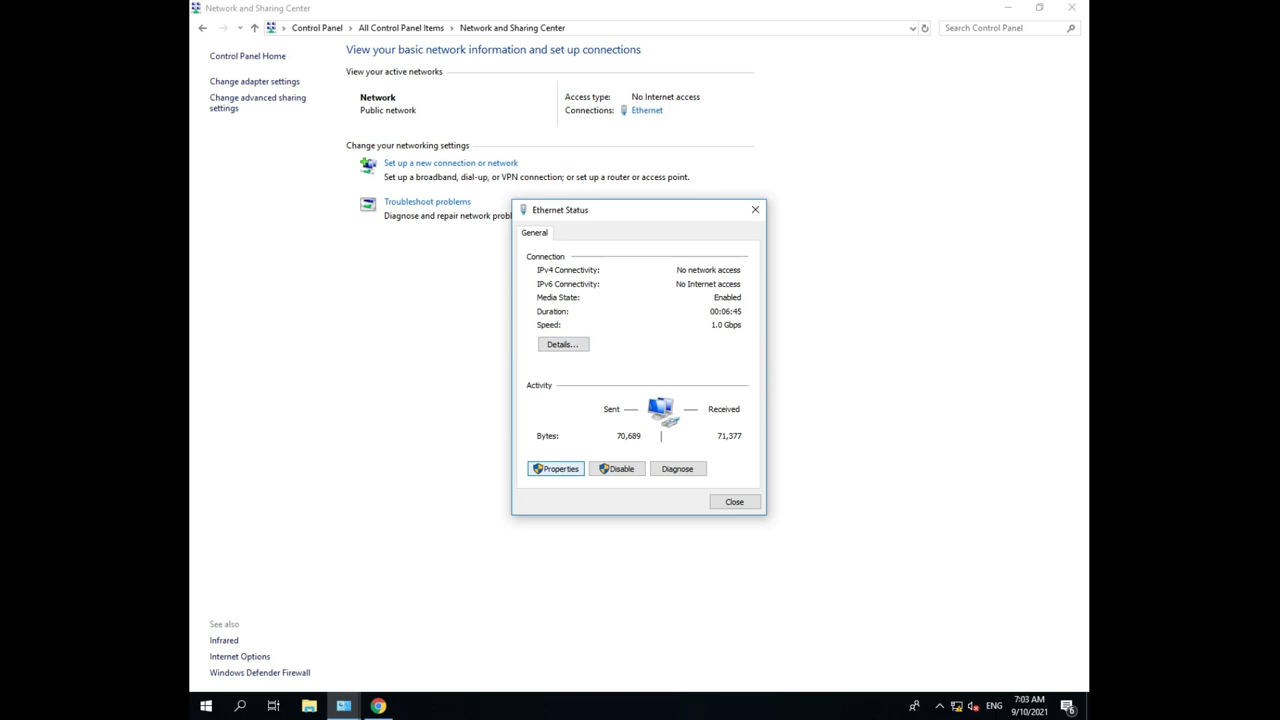 Network and Sharing Center
Control Panel > All Control Panel Items > Network and Sharing Center
Search Control Panel
Control Panel Home
Change adapter settings
Change advanced sharing
settings
View your basic network information and set up connections
View your active networks
Network
Public network
Access type: No Internet access
Connections: Ethernet
Change your networking settings
Set up a new connection or network
Set up a broadband, dial-up, or VPN connection; or set up a router or access point.
Troubleshoot problems
Diagnose and repair network probl
Ethernet Status
General
Connection
IPv4 Connectivity: No network access
IPv6 Connectivity: No Internet access
Media State: Enabled
Duration: 00:06:45
Speed: 1.0 Gbps
Details...
Activity
Sent Received
Bytes: 70,689 71,377
Properties Disable Diagnose
Close
See also
Infrared
Internet Options
Windows Defender Firewall
ENG
7:03 AM
9/10/2021
6